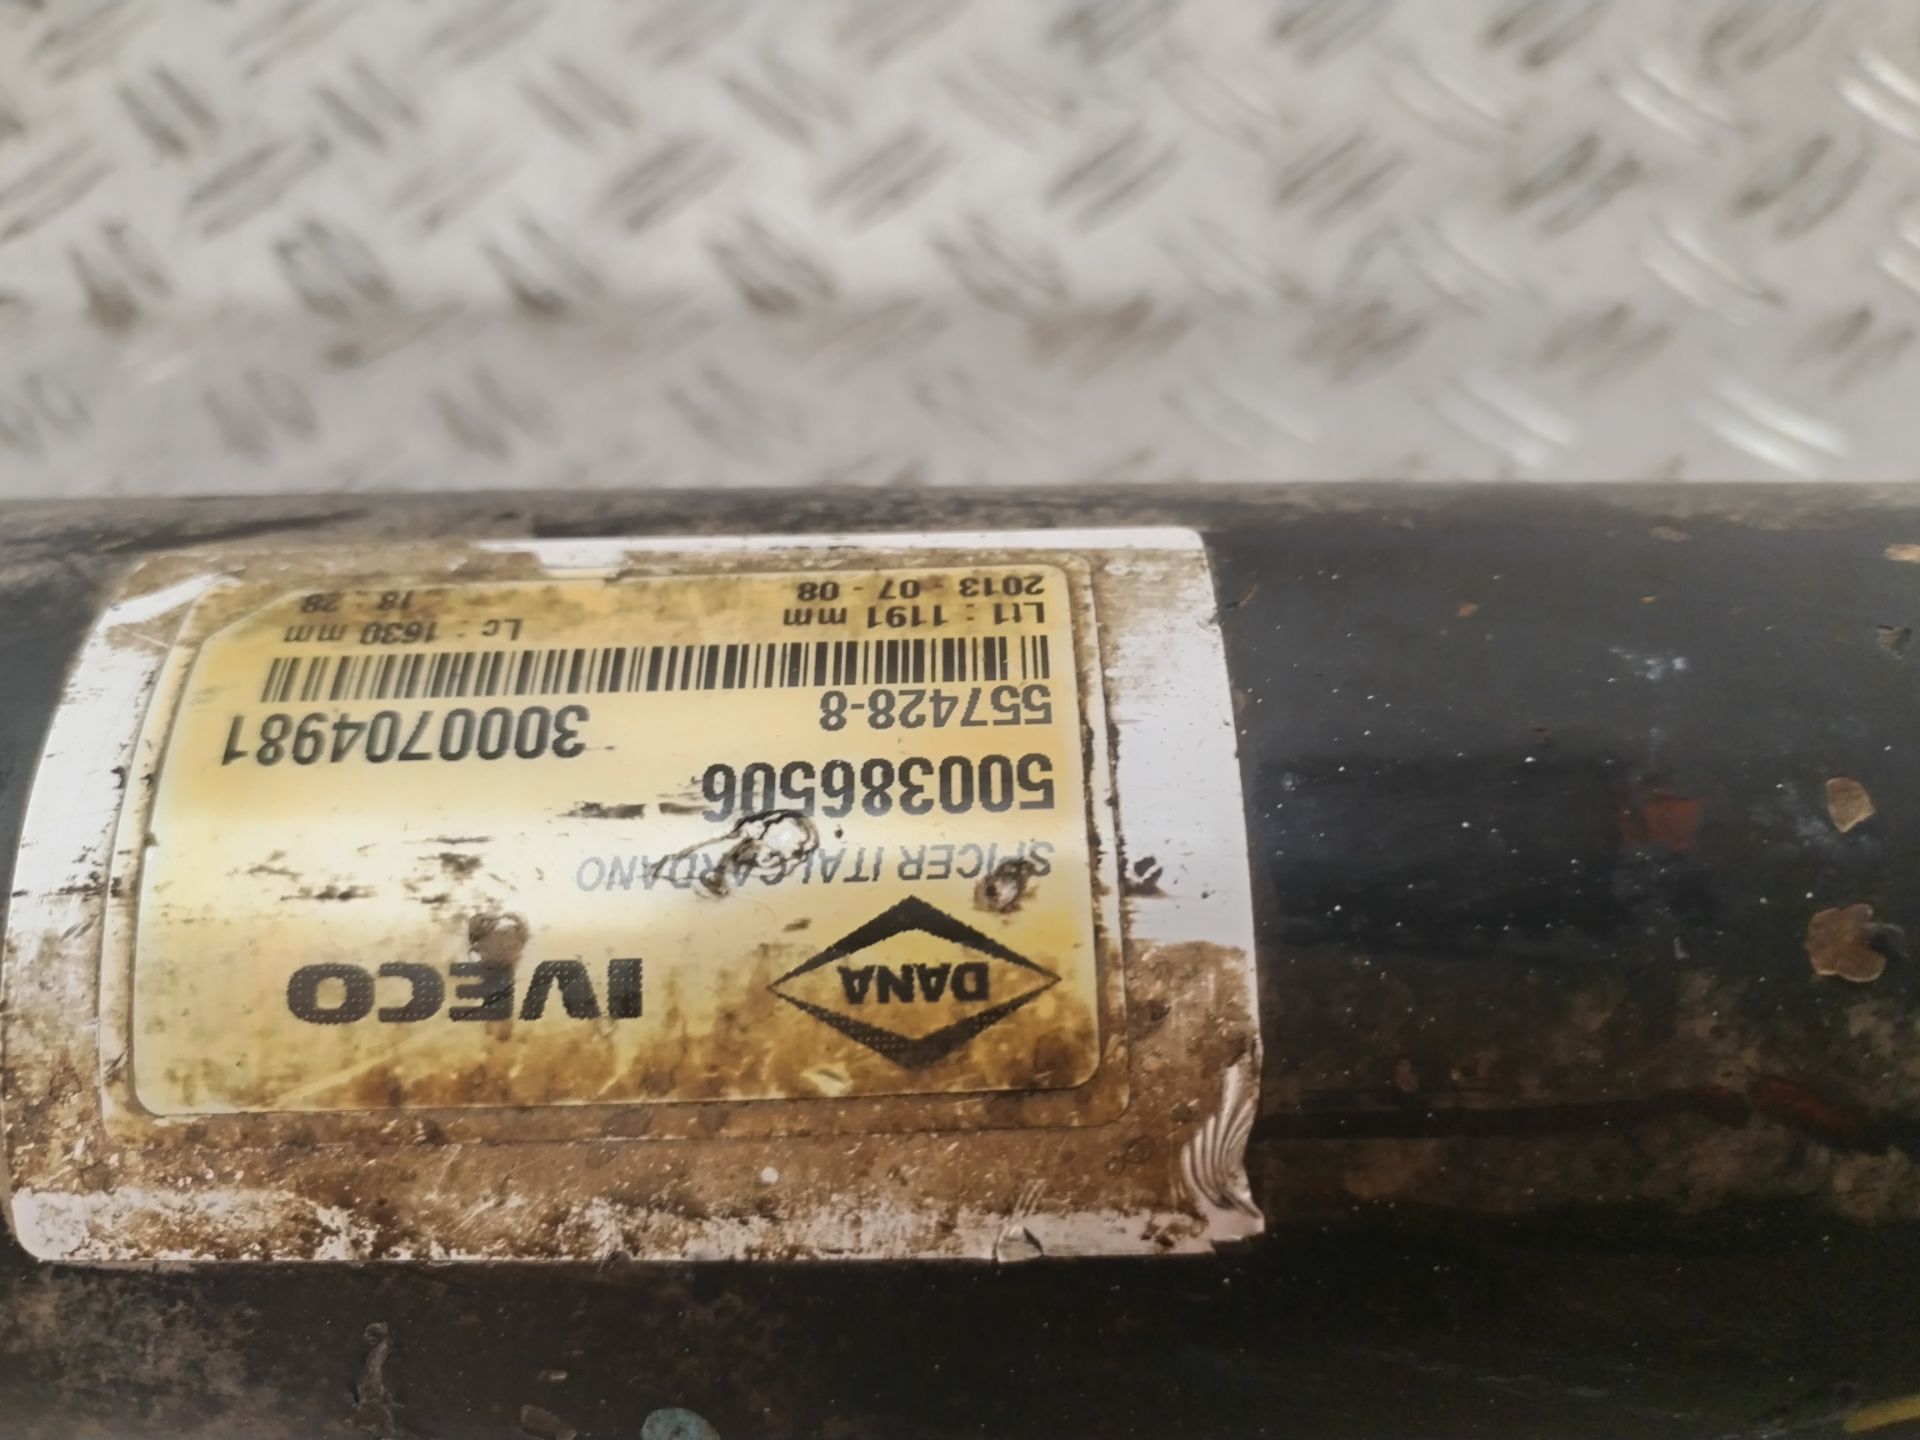 DANA IVECO
SPICER ITALCARDANO
500386506
557428-8 3000704981
Lt1 : 1191 mm Lc : 1630 mm
2013 - 07 - 08 18 : 28